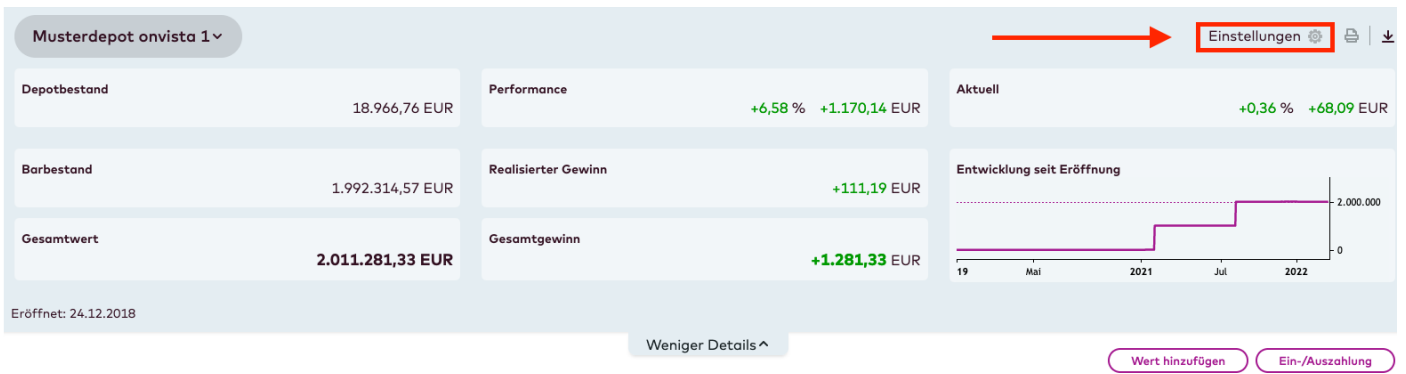 Musterdepot onvista 1
Einstellungen
Depotbestand
18.966,76 EUR
Performance
+6,58 % +1.170,14 EUR
Aktuell
+0,36 % +68,09 EUR
Barbestand
1.992.314,57 EUR
Realisierter Gewinn
+111,19 EUR
Entwicklung seit Eröffnung
2.000.000
0
19 Mai 2021 Jul 2022
Gesamtwert
2.011.281,33 EUR
Gesamtgewinn
+1.281,33 EUR
Eröffnet: 24.12.2018
Weniger Details
Wert hinzufügen
Ein-/Auszahlung